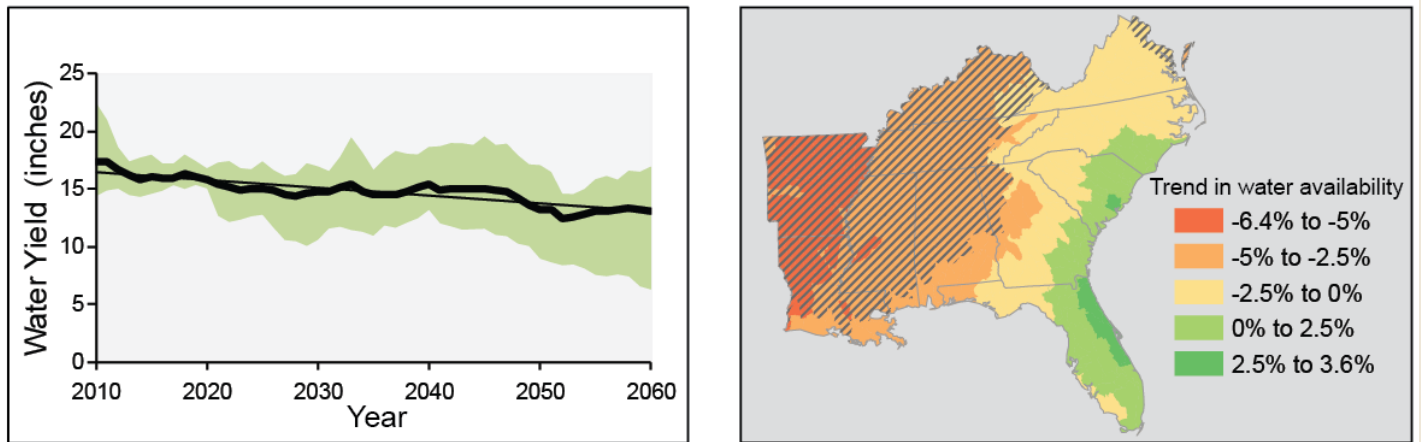 25
20
15
10
5
0
Water Yield (inches)
2010 2020 2030 2040 2050 2060
Year
Trend in water availability
-6.4% to -5%
-5% to -2.5%
-2.5% to 0%
0% to 2.5%
2.5% to 3.6%